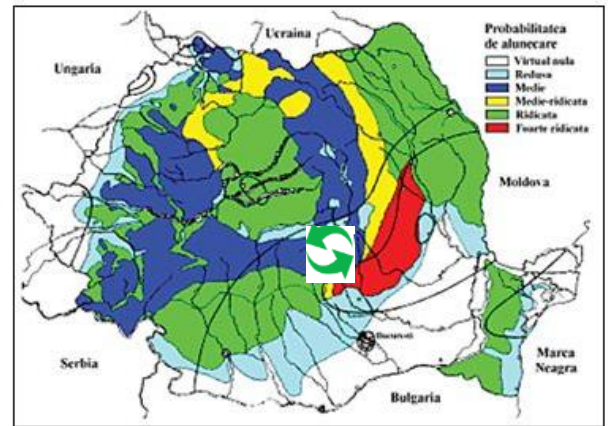 Ucraina
Probabilitatea
de alunecare
Virtual nula
Redusa
Medie
Medie-ridicata
Ridicata
Foarte ridicata
Ungaria
Moldova
Bucuresti
Serbia
Marea
Neagra
Bulgaria